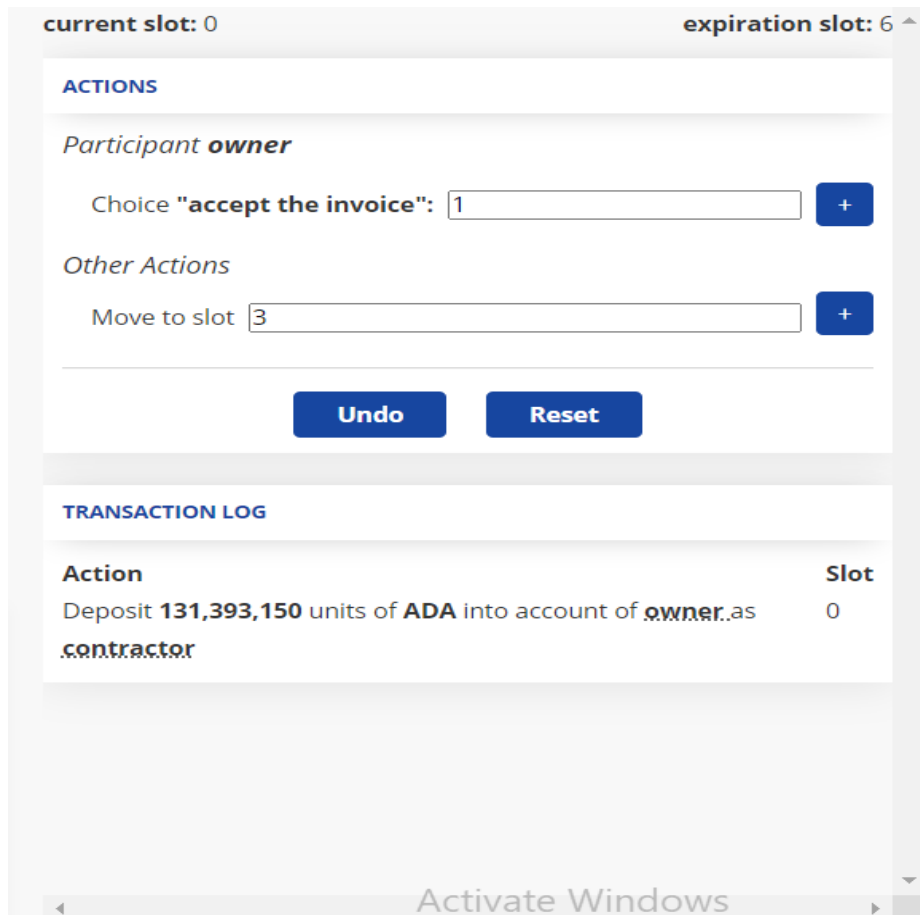 current slot: 0 expiration slot: 6
ACTIONS
Participant owner
Choice "accept the invoice": 1 +
Other Actions
Move to slot 3 +
Undo Reset
TRANSACTION LOG
Action Slot
Deposit 131,393,150 units of ADA into account of owner as 0
contractor
Activate Windows